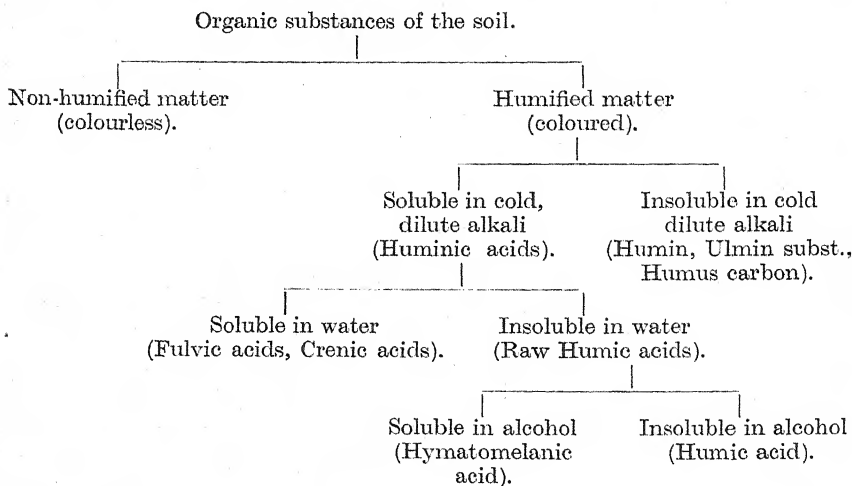 Organic substances of the soil.
Non-humified matter
(colourless).
Humified matter
(coloured).
Soluble in cold,
dilute alkali
(Huminic acids).
Insoluble in cold
dilute alkali
(Humin, Ulmin subst.,
Humus carbon).
Soluble in water
(Fulvic acids, Crenic acids).
Insoluble in water
(Raw Humic acids).
Soluble in alcohol
(Hymatomelanic
acid).
Insoluble in alcohol
(Humic acid).